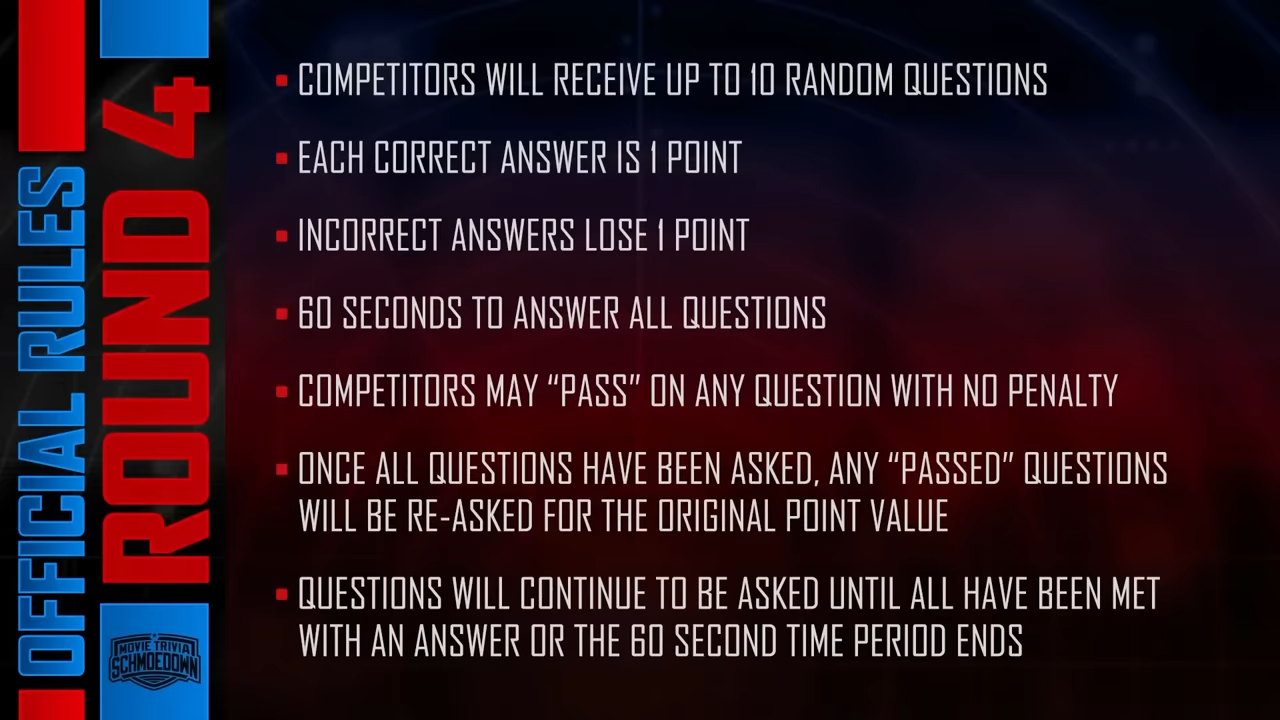 OFFICIAL RULES
ROUND 4
COMPETITORS WILL RECEIVE UP TO 10 RANDOM QUESTIONS
EACH CORRECT ANSWER IS 1 POINT
INCORRECT ANSWERS LOSE 1 POINT
60 SECONDS TO ANSWER ALL QUESTIONS
COMPETITORS MAY “PASS” ON ANY QUESTION WITH NO PENALTY
ONCE ALL QUESTIONS HAVE BEEN ASKED, ANY “PASSED” QUESTIONS
WILL BE RE-ASKED FOR THE ORIGINAL POINT VALUE
QUESTIONS WILL CONTINUE TO BE ASKED UNTIL ALL HAVE BEEN MET
WITH AN ANSWER OR THE 60 SECOND TIME PERIOD ENDS
MOVIE TRIVIA
SCHMOEDOWN